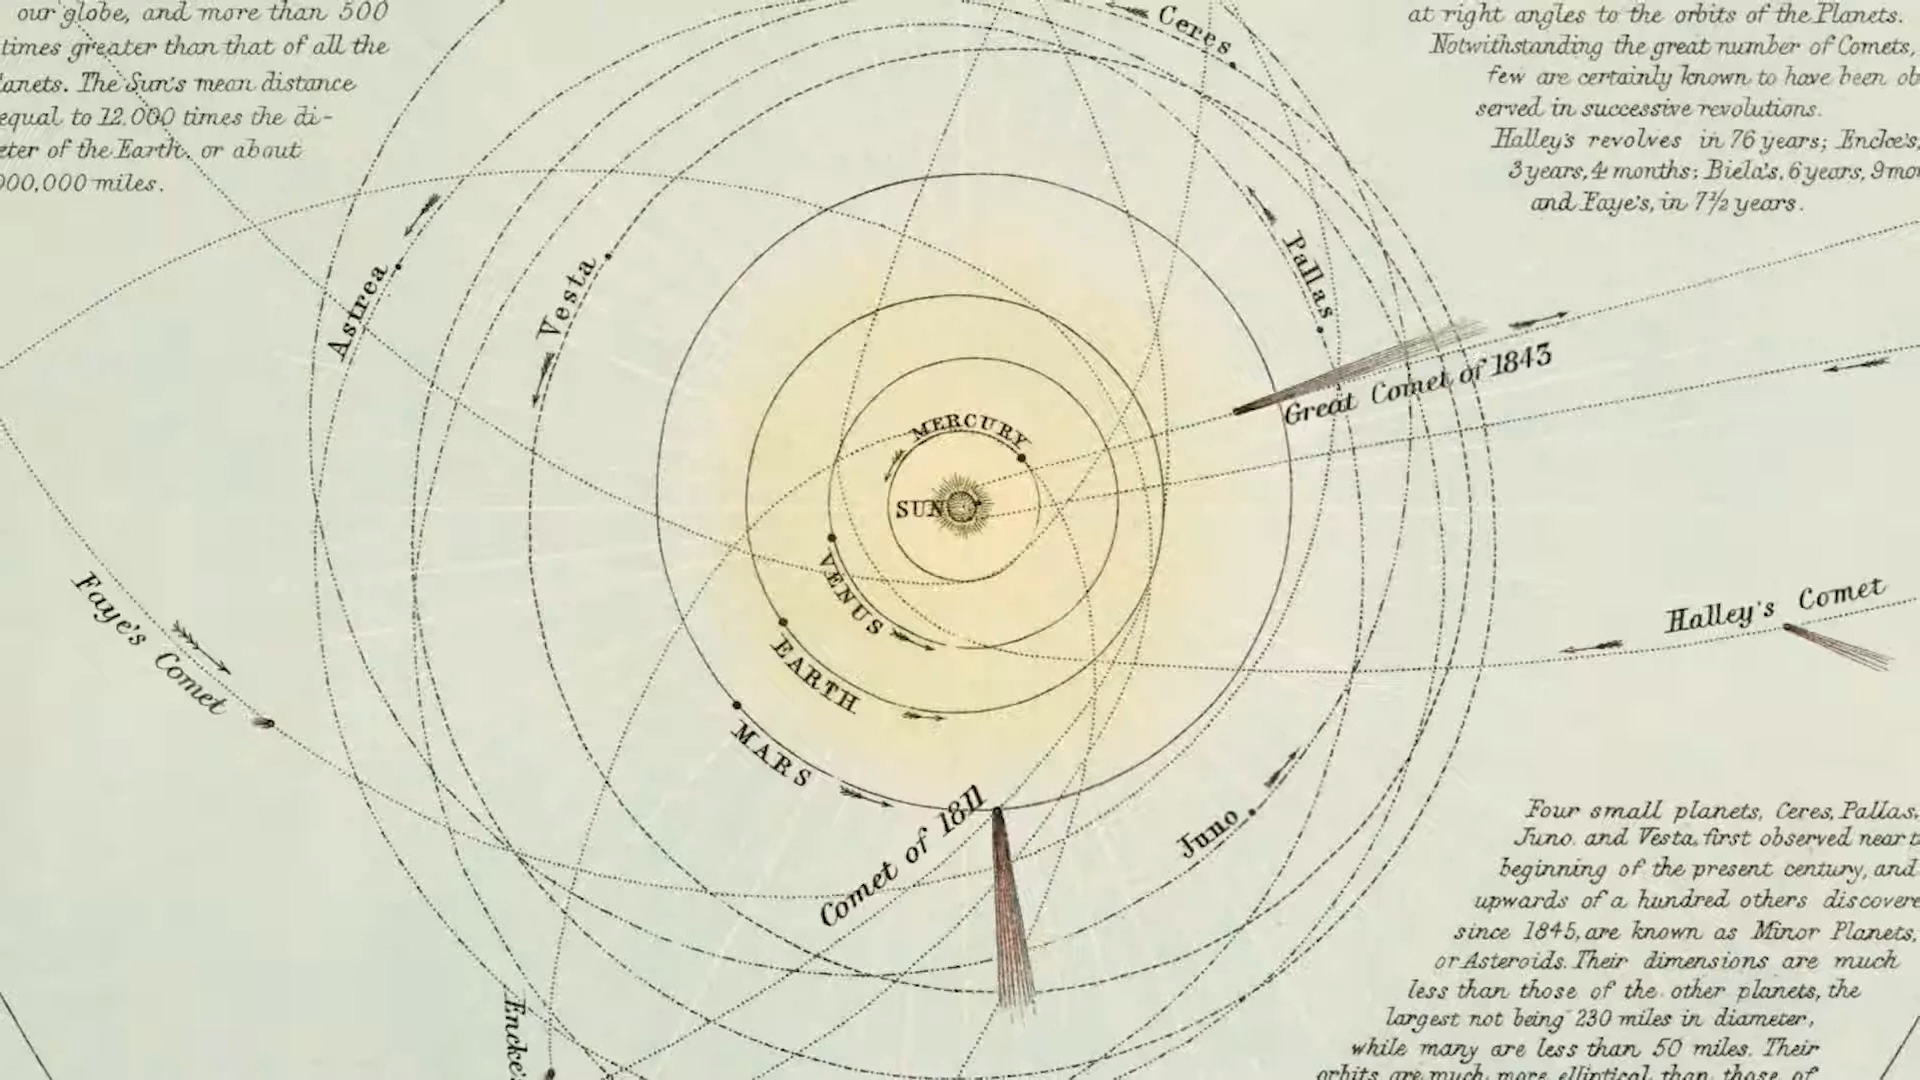 our globe, and more than 500
times greater than that of all the
The Sun's mean distance
equal to 12.000 times the di-
of the Earth, or about
000,000 miles.
at right angles to the orbits of the Planets.
Notwithstanding the great number of Comets,
few are certainly known to have been ob
served in successive revolutions.
Halley's revolves in 76 years; Encke's,
3 years, 4 months; Biela's, 6 years, 9
and Faye's, in 7½ years.
Ceres
Astrea
Vesta
Pallas
Great Comet of 1843
MERCURY
SUN
VENUS
EARTH
MARS
Faye's Comet
Halley's Comet
Comet of 1811
Juno
Encke's
Four small planets, Ceres, Pallas,
Juno. and Vesta, first observed near
beginning of the present century, and
upwards of a hundred others discovere
since 1845, are known as Minor Planets,
or Asteroids. Their dimensions are much
less than those of the other planets, the
largest not being 230 miles in diameter,
while many are less than 50 miles. Their
orbits are much more elliptical than those of